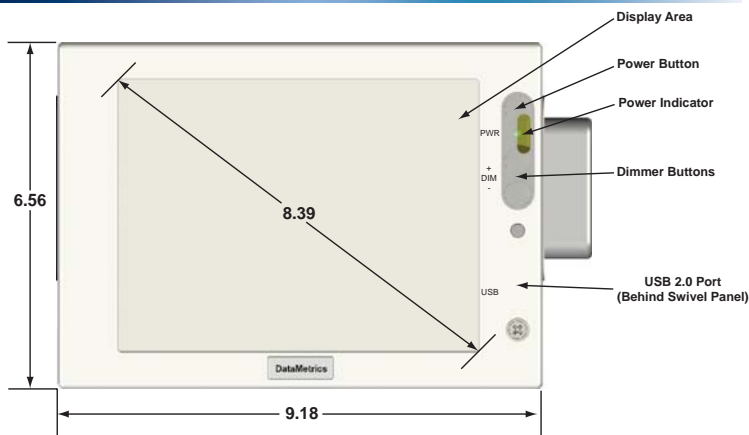 Display Area
Power Button
Power Indicator
PWR
+
DIM
-
Dimmer Buttons
6.56
8.39
USB 2.0 Port
(Behind Swivel Panel)
USB
DataMetrics
9.18